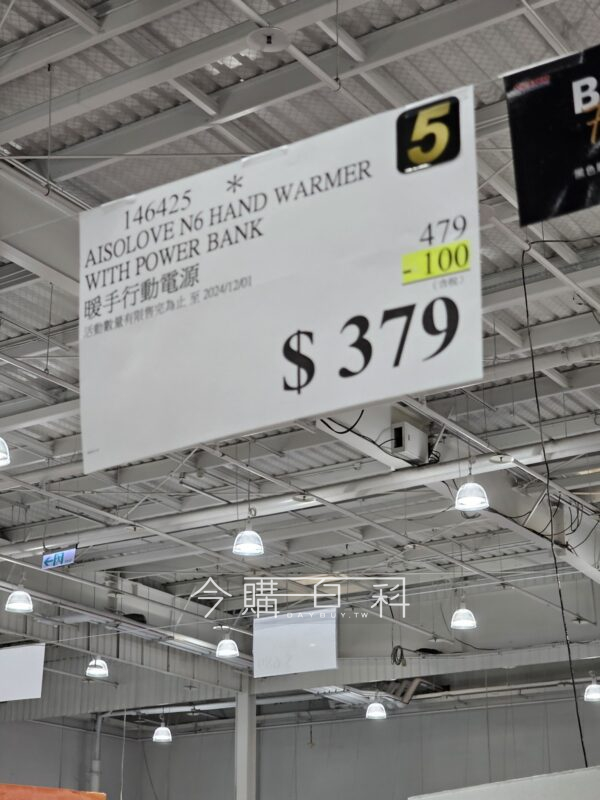 5
146425 *
AISOLOVE N6 HAND WARMER
WITH POWER BANK
暖手行動電源
活動數量有限售完為止 至 2024/12/01
479
- 100
(含稅)
$ 379
B
今購百科
DAYBUY.TW